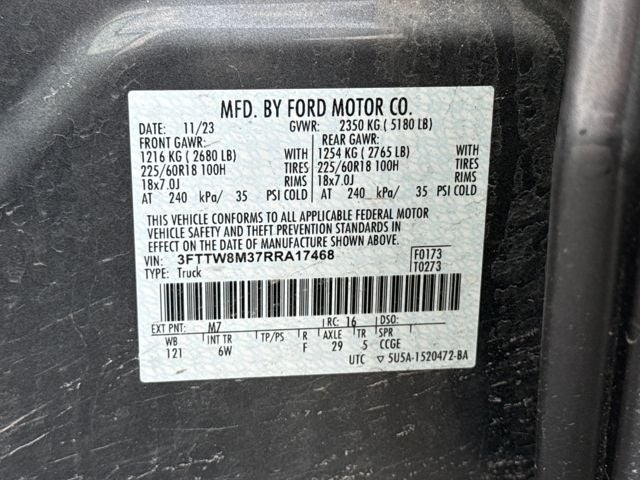 MFD. BY FORD MOTOR CO.
DATE: 11/23 GVWR: 2350 KG ( 5180 LB)
FRONT GAWR: REAR GAWR:
1216 KG ( 2680 LB) WITH 1254 KG ( 2765 LB) WITH
225/60R18 100H TIRES 225/60R18 100H TIRES
18x7.0J RIMS 18x7.0J RIMS
AT 240 kPa/ 35 PSI COLD AT 240 kPa/ 35 PSI COLD
THIS VEHICLE CONFORMS TO ALL APPLICABLE FEDERAL MOTOR
VEHICLE SAFETY AND THEFT PREVENTION STANDARDS IN
EFFECT ON THE DATE OF MANUFACTURE SHOWN ABOVE.
VIN: 3FTTW8M37RRA17468 F0173
TYPE: Truck T0273
EXT PNT: M7 RC: 16 DSO:
WB INT TR TP/PS R AXLE TR SPR
121 6W F 29 5 CCGE
UTC ▽ 5U5A-1520472-BA